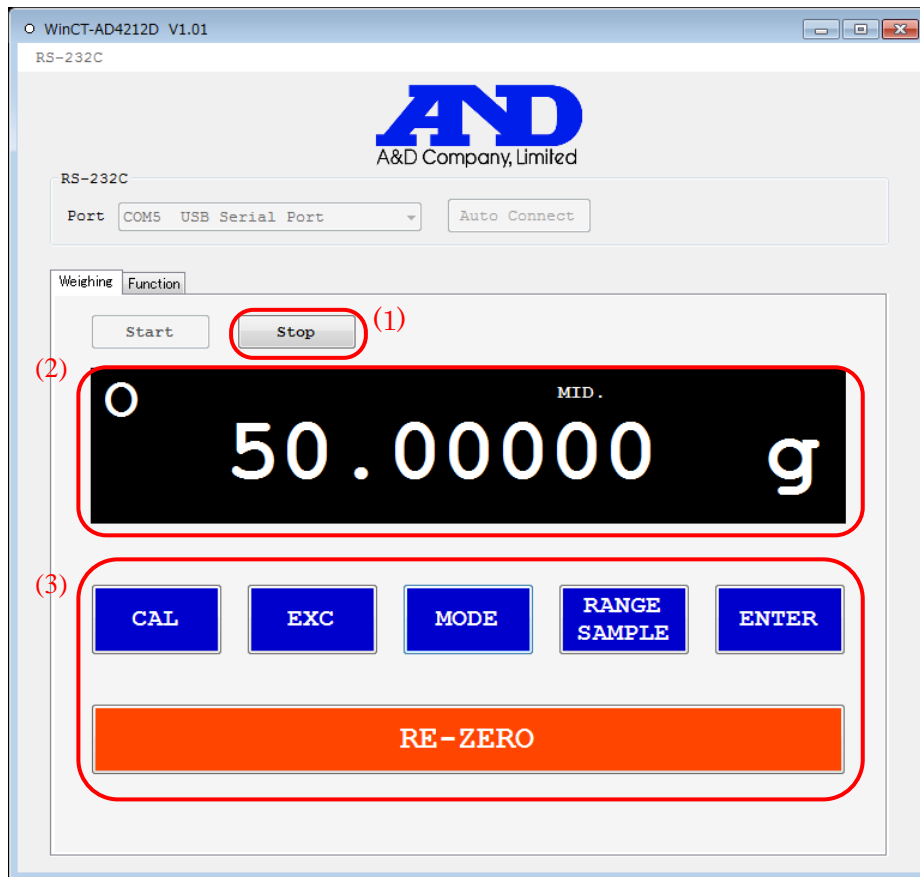 WinCT-AD4212D V1.01
RS-232C
AND
A&D Company, Limited
RS-232C
Port COM5 USB Serial Port Auto Connect
Weighing Function
Start Stop (1)
(2)
O MID.
50.00000 g
(3)
CAL EXC MODE RANGE SAMPLE ENTER
RE-ZERO